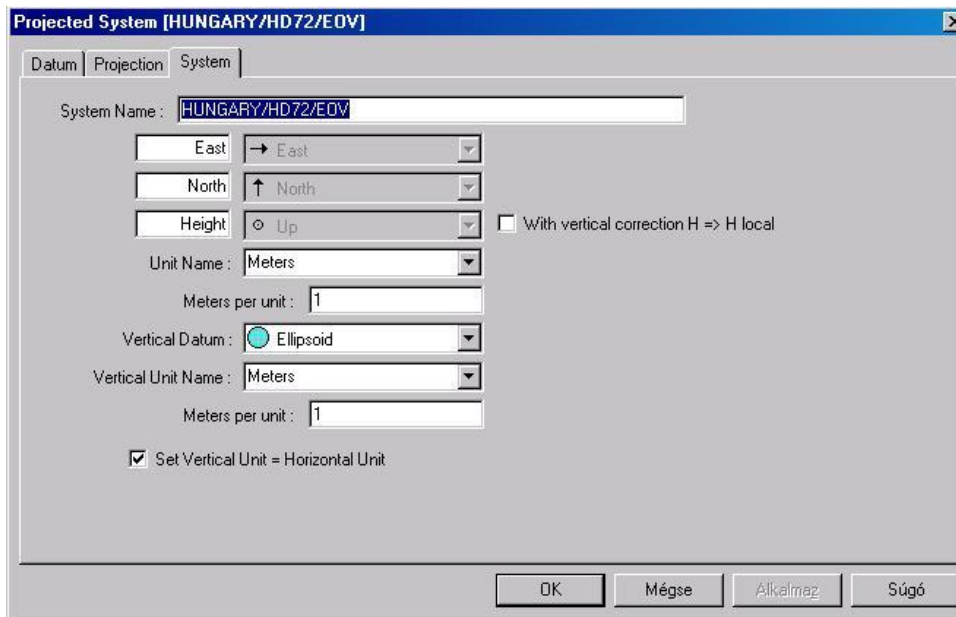 Projected System [HUNGARY/HD72/EOV]
Datum Projection System
System Name : HUNGARY/HD72/EOV
East East
North North
Height Up With vertical correction H => H local
Unit Name : Meters
Meters per unit : 1
Vertical Datum : Ellipsoid
Vertical Unit Name : Meters
Meters per unit : 1
Set Vertical Unit = Horizontal Unit
OK Mégse Alkalmaz Súgó